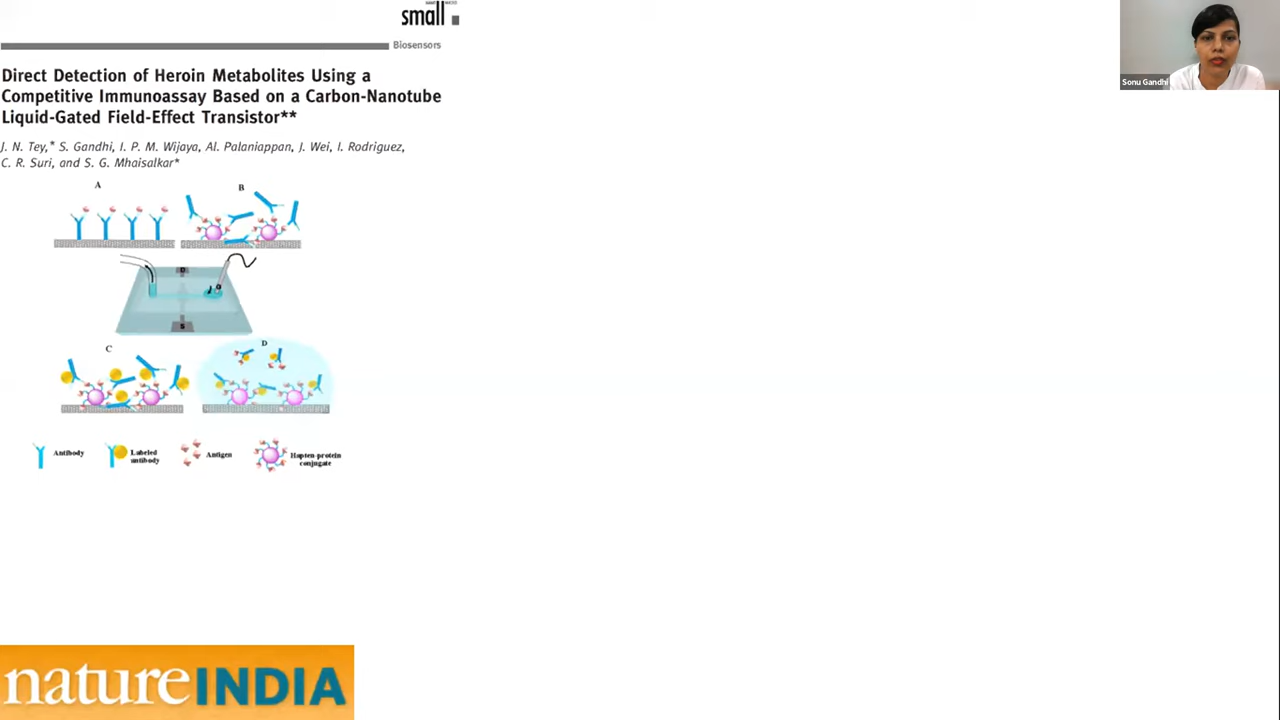 small
Biosensors
Direct Detection of Heroin Metabolites Using a
Competitive Immunoassay Based on a Carbon-Nanotube
Liquid-Gated Field-Effect Transistor**
J. N. Tey,* S. Gandhi, I. P. M. Wijaya, Al. Palaniappan, J. Wei, I. Rodriguez,
C. R. Suri, and S. G. Mhaisalkar*
A
B
D
S
C
D
Antibody
Labeled
antibody
Antigen
Hapten-protein
conjugate
natureINDIA
Sonu Gandhi